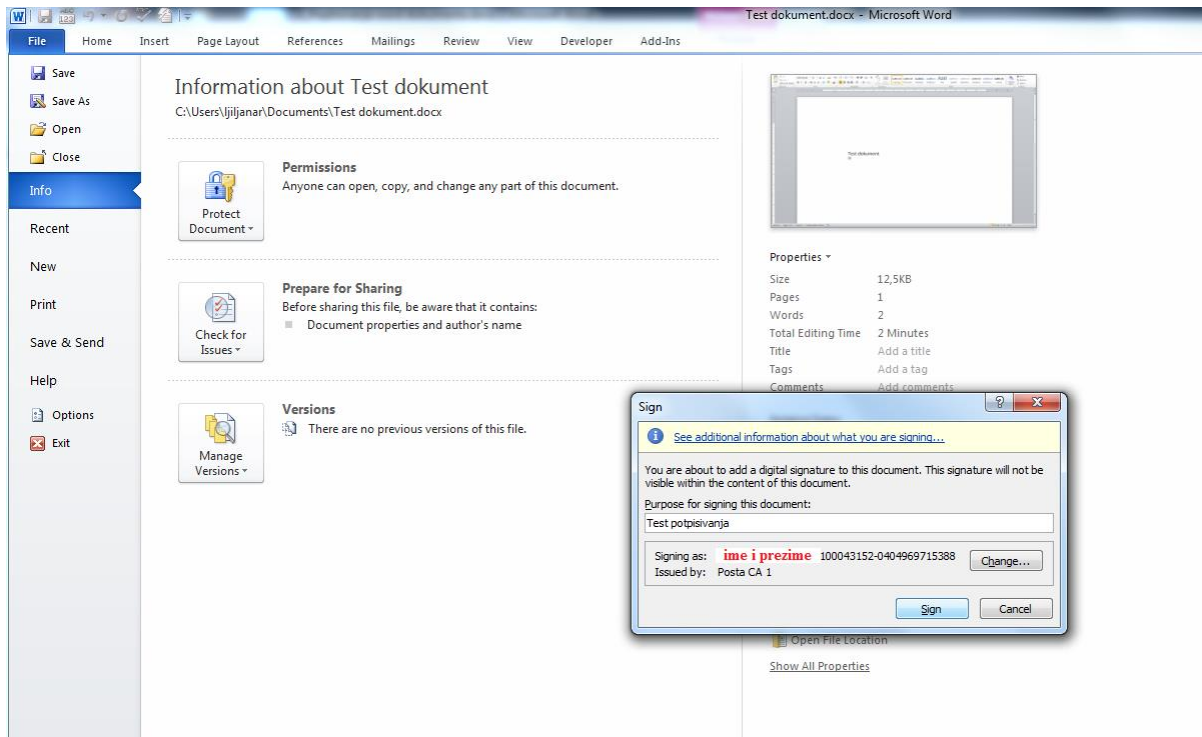 Test dokument.docx - Microsoft Word
File Home Insert Page Layout References Mailings Review View Developer Add-Ins
Save
Save As
Open
Close
Info
Recent
New
Print
Save & Send
Help
Options
Exit
Information about Test dokument
C:\Users\ljiljanar\Documents\Test dokument.docx
Protect
Document
Permissions
Anyone can open, copy, and change any part of this document.
Check for
Issues
Prepare for Sharing
Before sharing this file, be aware that it contains:
Document properties and author's name
Manage
Versions
Versions
There are no previous versions of this file.
Test dokument
Properties
Size 12,5KB
Pages 1
Words 2
Total Editing Time 2 Minutes
Title Add a title
Tags Add a tag
Comments Add comments
Sign
See additional information about what you are signing...
You are about to add a digital signature to this document. This signature will not be
visible within the content of this document.
Purpose for signing this document:
Test potpisivanja
Signing as: ime i prezime 100043152-0404969715388
Change...
Issued by: Posta CA 1
Sign Cancel
Open File Location
Show All Properties